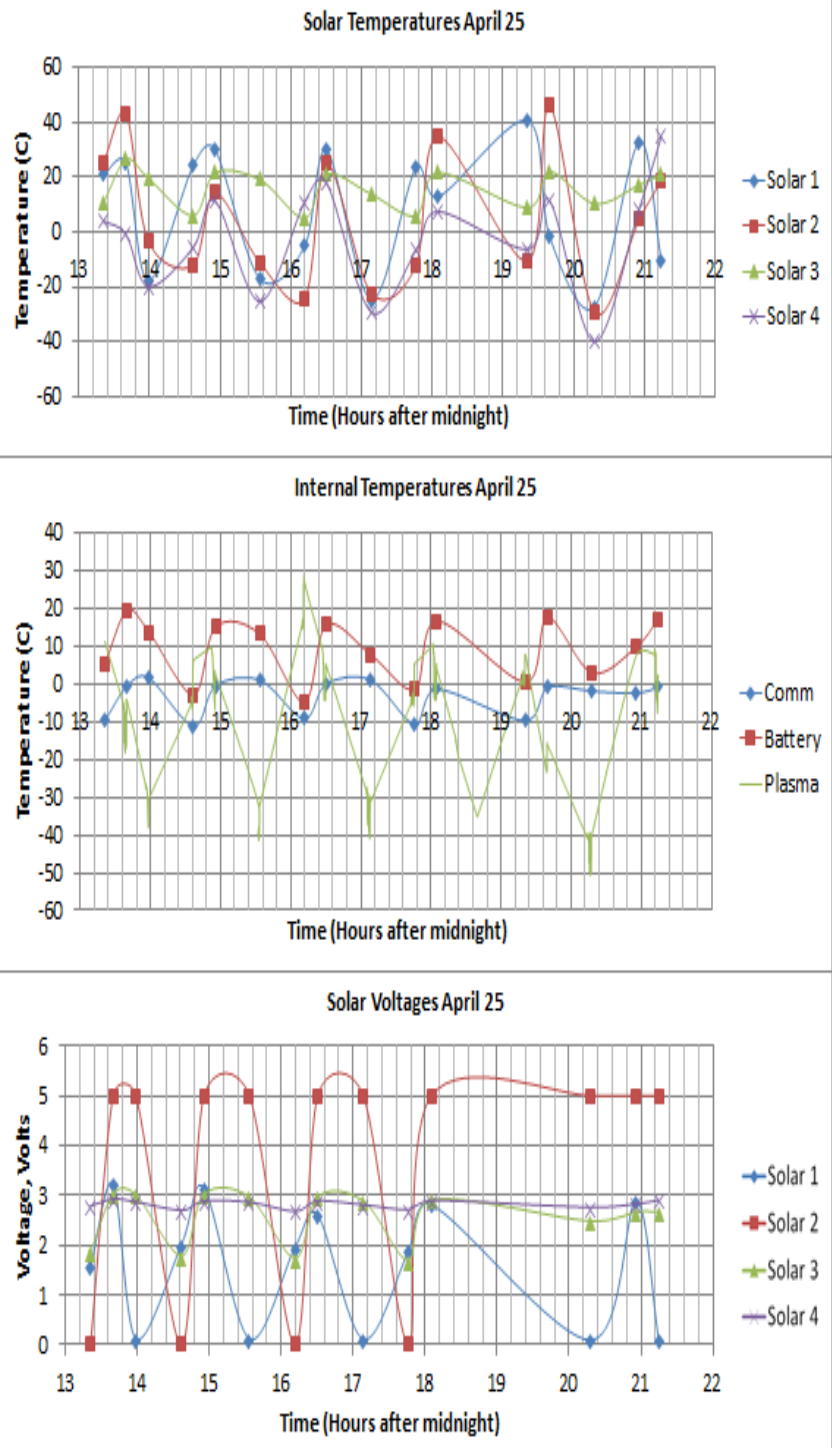 Solar Temperatures April 25
60
40
20
0
-20
-40
-60
13 14 15 16 17 18 19 20 21 22
Temperature (C)
Time (Hours after midnight)
Solar 1
Solar 2
Solar 3
Solar 4
Internal Temperatures April 25
40
30
20
10
0
-10
-20
-30
-40
-50
-60
13 14 15 16 17 18 19 20 21 22
Temperature (C)
Time (Hours after midnight)
Comm
Battery
Plasma
Solar Voltages April 25
6
5
4
3
2
1
0
13 14 15 16 17 18 19 20 21 22
Voltage, Volts
Time (Hours after midnight)
Solar 1
Solar 2
Solar 3
Solar 4